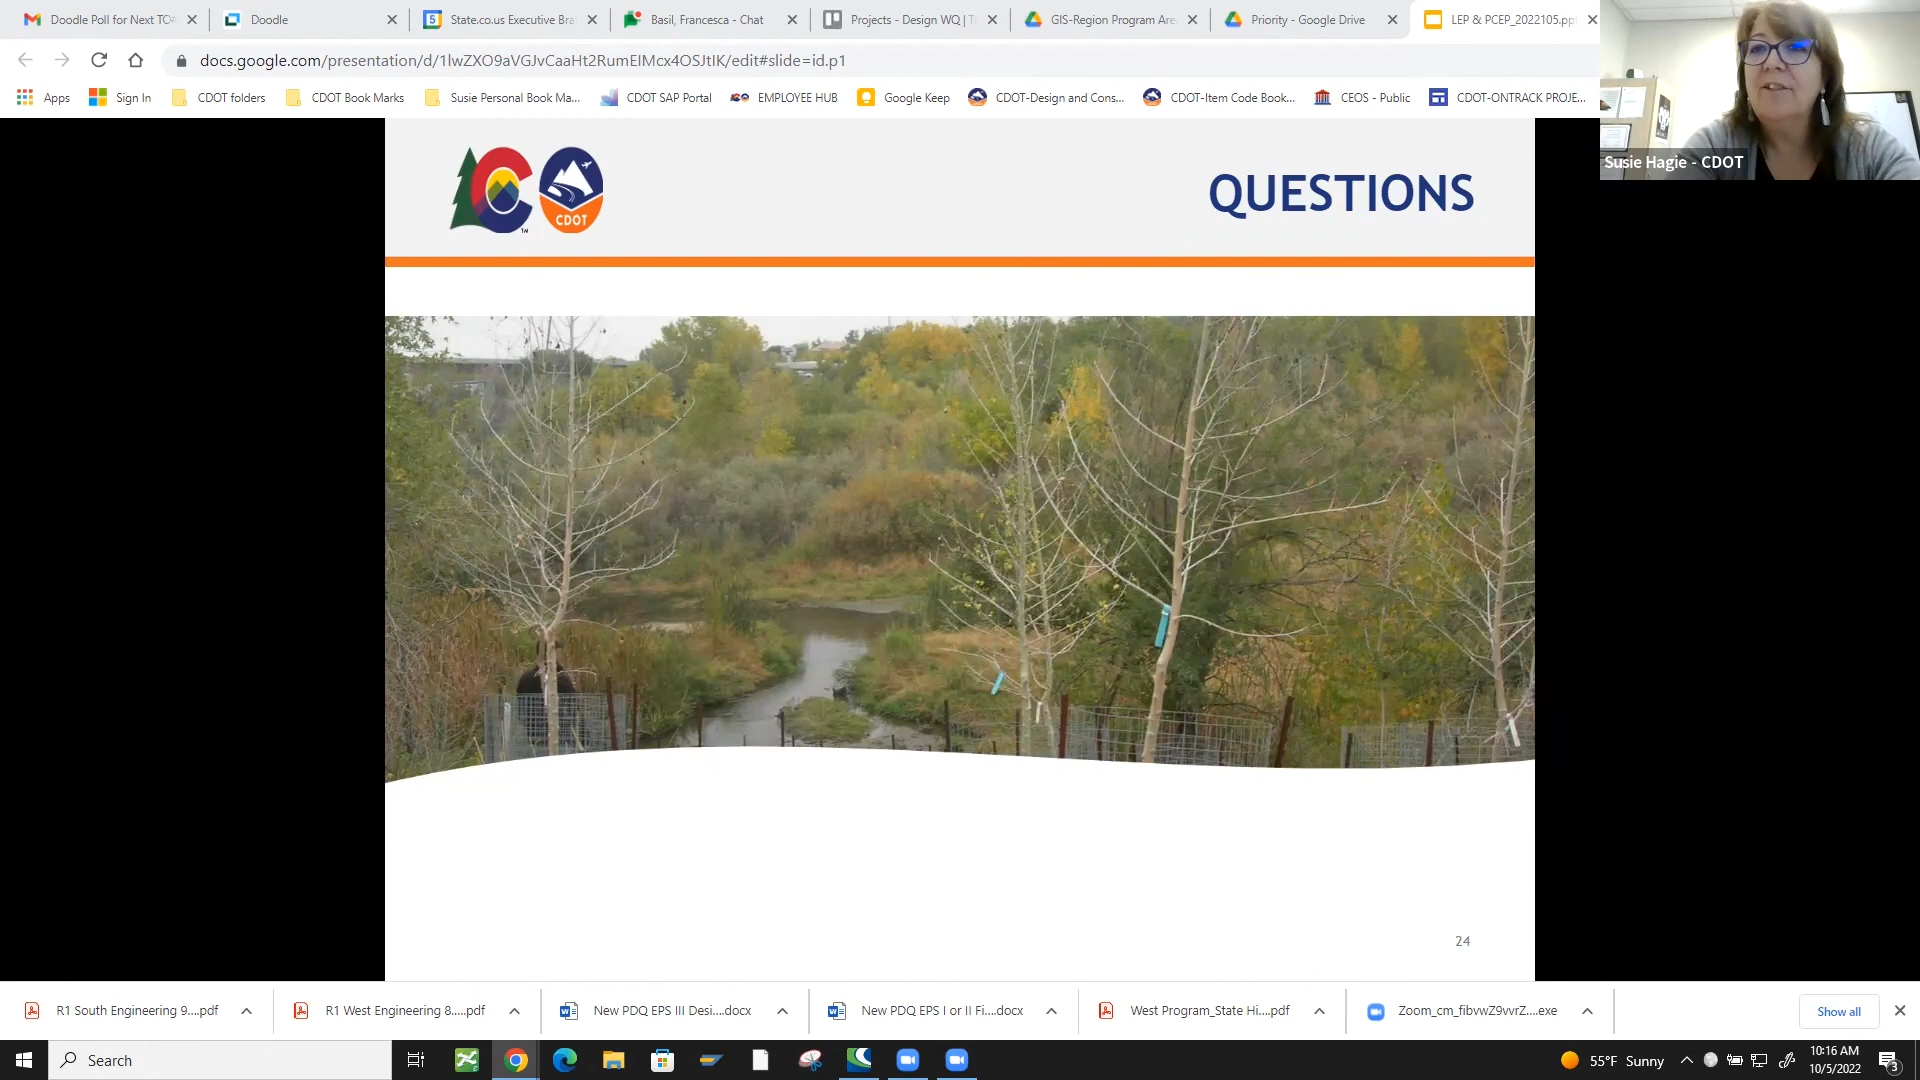 Doodle Poll for Next TO
Doodle
State.co.us Executive Bra
Basil, Francesca - Chat
Projects - Design WQ | T
GIS-Region Program Are
Priority - Google Drive
LEP & PCEP_2022105.pp
docs.google.com/presentation/d/1lwZXO9aVGJvCaaHt2RumEIMcx4OSJtIK/edit#slide=id.p1
Apps
Sign In
CDOT folders
CDOT Book Marks
Susie Personal Book Ma...
CDOT SAP Portal
EMPLOYEE HUB
Google Keep
CDOT-Design and Cons...
CDOT-Item Code Book...
CEOS - Public
CDOT-ONTRACK PROJE...
Susie Hagie - CDOT
CDOT
TM
QUESTIONS
24
R1 South Engineering 9....pdf
R1 West Engineering 8.....pdf
New PDQ EPS III Desi....docx
New PDQ EPS I or II Fi....docx
West Program_State Hi....pdf
Zoom_cm_fibvwZ9vvrZ....exe
Show all
Search
55°F Sunny
10:16 AM
10/5/2022
3